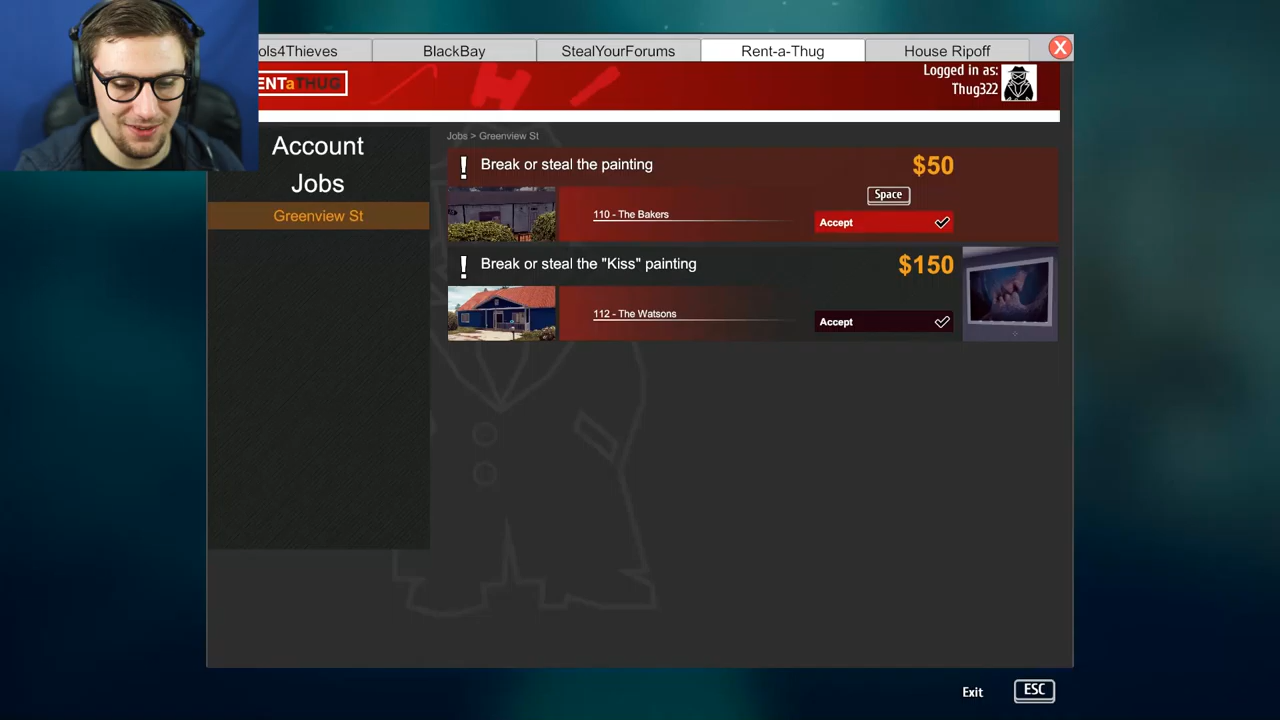 ols4Thieves
BlackBay
StealYourForums
Rent-a-Thug
House Ripoff
X
ENTaTHUG
Logged in as:
Thug322
Account
Jobs
Greenview St
Jobs > Greenview St
! Break or steal the painting
$50
Space
110 - The Bakers
Accept
! Break or steal the "Kiss" painting
$150
112 - The Watsons
Accept
Exit
ESC